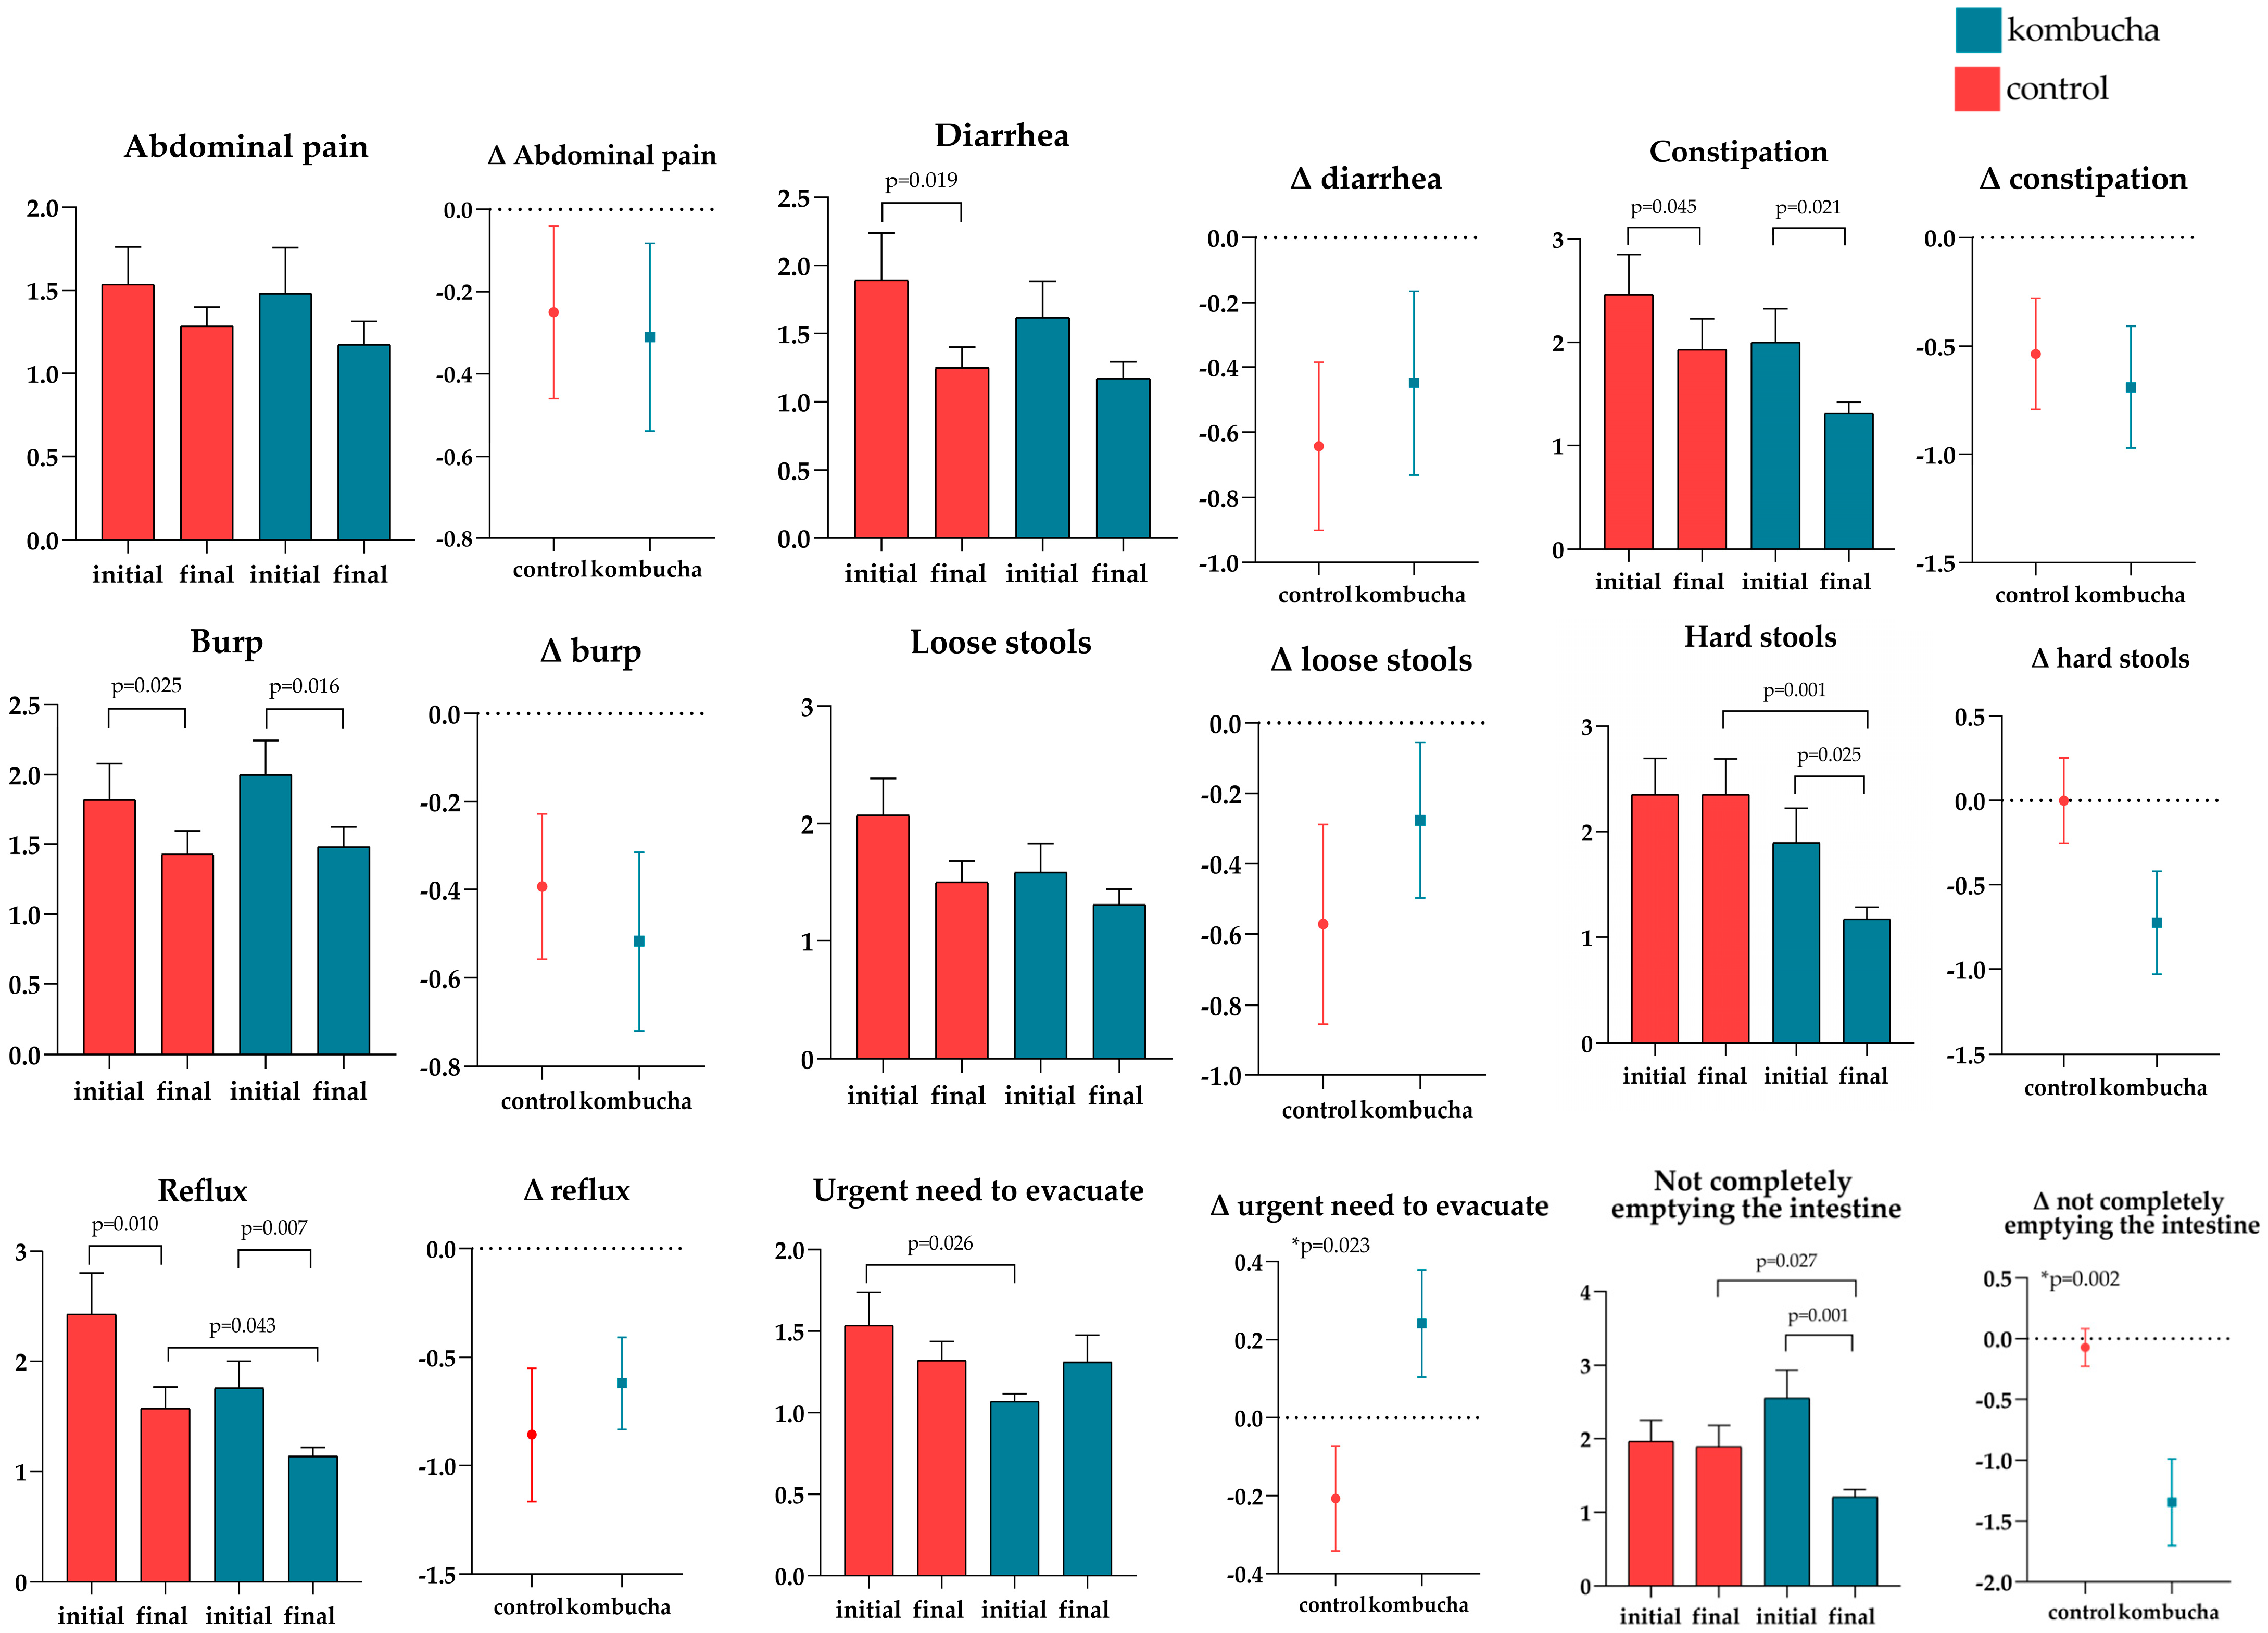 kombucha
control
Abdominal pain
2.0
1.5
1.0
0.5
0.0
initial final initial final
Δ Abdominal pain
0.0
-0.2
-0.4
-0.6
-0.8
control kombucha
Diarrhea
p=0.019
2.5
2.0
1.5
1.0
0.5
0.0
initial final initial final
Δ diarrhea
0.0
-0.2
-0.4
-0.6
-0.8
-1.0
control kombucha
Constipation
p=0.045 p=0.021
3
2
1
0
initial final initial final
Δ constipation
0.0
-0.5
-1.0
-1.5
control kombucha
Burp
p=0.025 p=0.016
2.5
2.0
1.5
1.0
0.5
0.0
initial final initial final
Δ burp
0.0
-0.2
-0.4
-0.6
-0.8
control kombucha
Loose stools
3
2
1
0
initial final initial final
Δ loose stools
0.0
-0.2
-0.4
-0.6
-0.8
-1.0
control kombucha
Hard stools
p=0.001
p=0.025
3
2
1
0
initial final initial final
Δ hard stools
0.5
0.0
-0.5
-1.0
-1.5
control kombucha
Reflux
p=0.010 p=0.007
p=0.043
3
2
1
0
initial final initial final
Δ reflux
0.0
-0.5
-1.0
-1.5
control kombucha
Urgent need to evacuate
p=0.026
2.0
1.5
1.0
0.5
0.0
initial final initial final
Δ urgent need to evacuate
*p=0.023
0.4
0.2
0.0
-0.2
-0.4
control kombucha
Not completely
emptying the intestine
p=0.027
p=0.001
4
3
2
1
0
initial final initial final
Δ not completely
emptying the intestine
*p=0.002
0.5
0.0
-0.5
-1.0
-1.5
-2.0
control kombucha